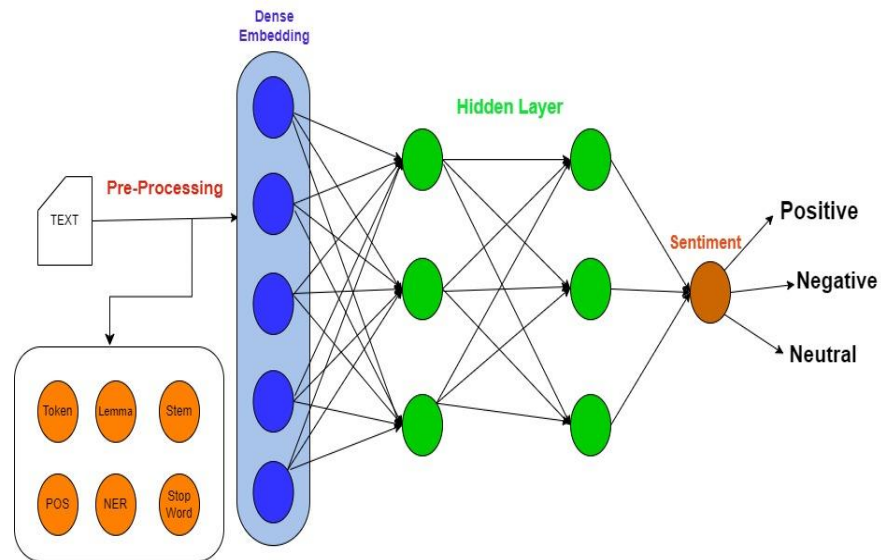 Dense
Embedding
Hidden Layer
Pre-Processing
TEXT
Positive
Sentiment
Negative
Neutral
Token
Lemma
Stem
POS
NER
Stop
Word